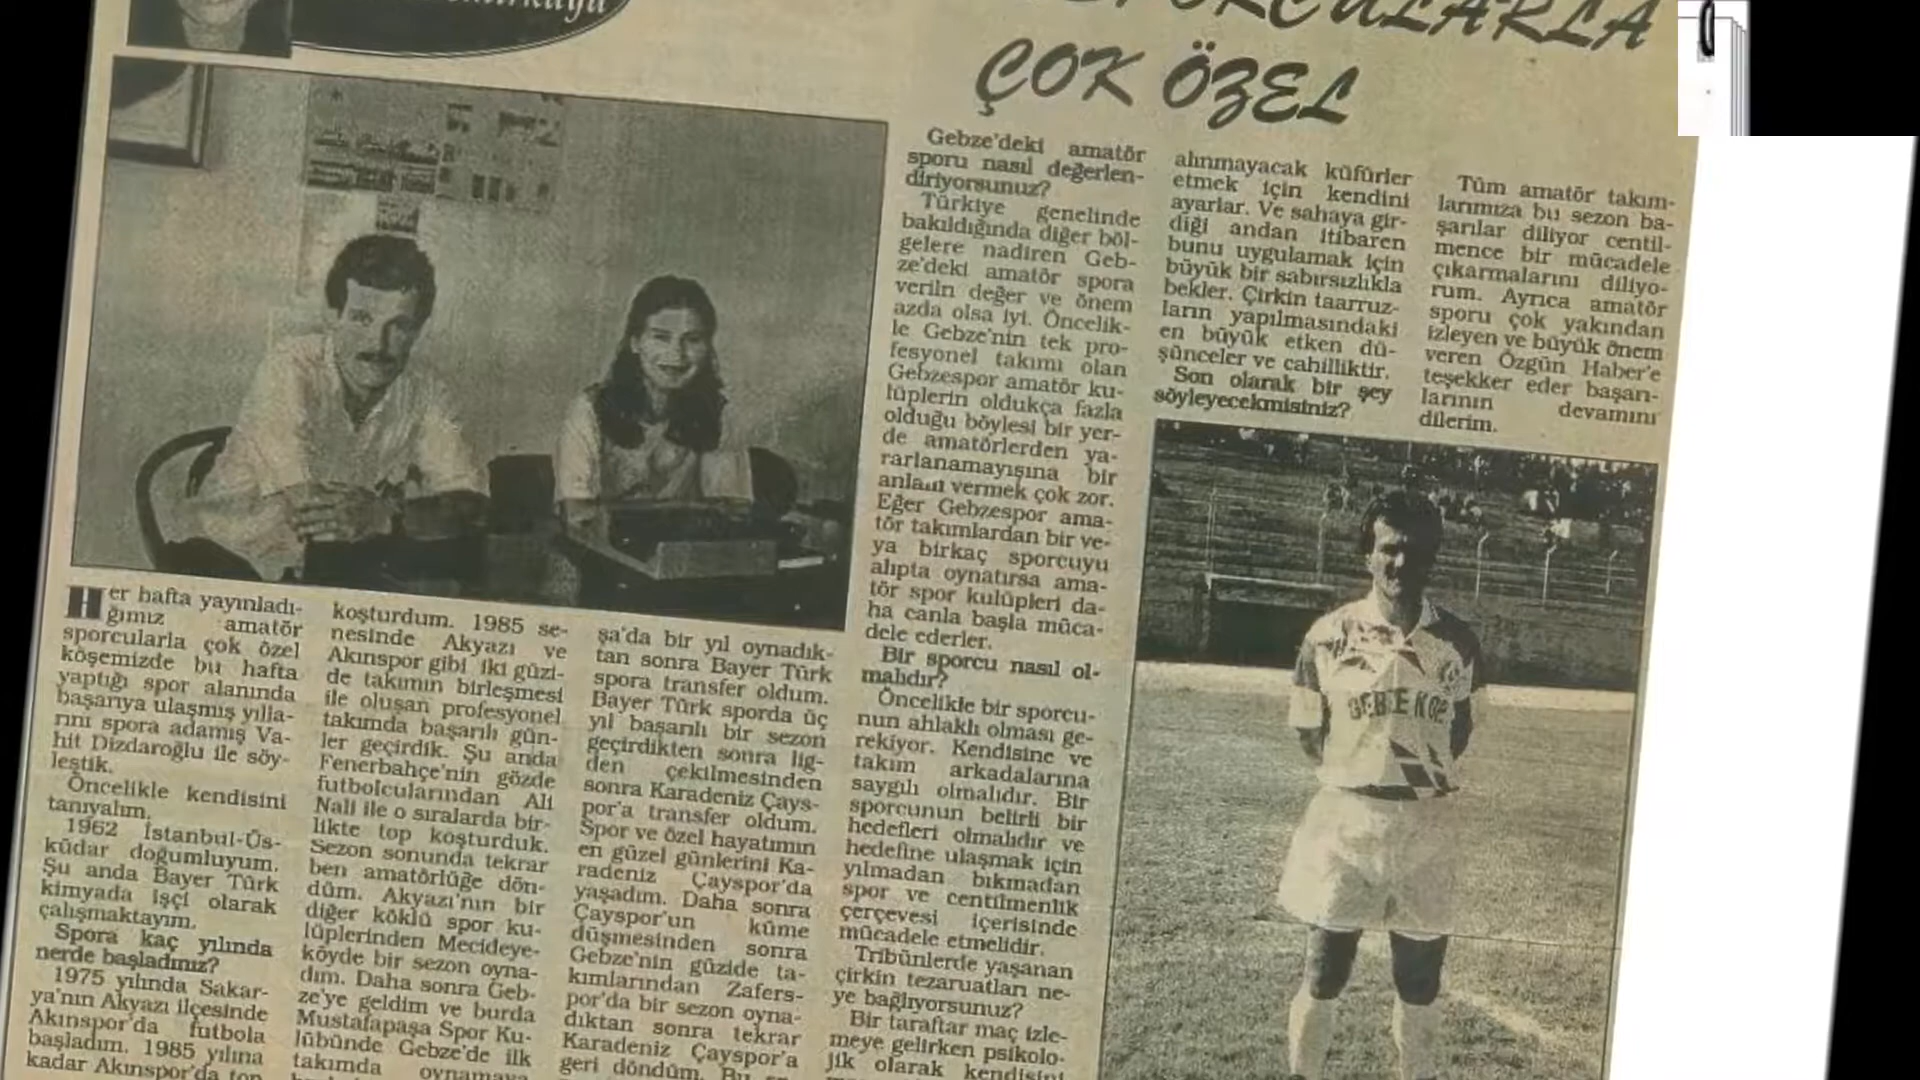 SPORCULARLA
ÇOK ÖZEL
Her hafta yayınladı-
ğımız amatör
sporcularla çok özel
köşemizde bu hafta
yaptığı spor alanında
başarıya ulaşmış yılla-
rını spora adamış Va-
hit Dizdaroğlu ile söy-
leştik.
Öncelikle kendisini
tanıyalım.
1962 İstanbul-Üs-
küdar doğumluyum.
Şu anda Bayer Türk
kimyada işçi olarak
çalışmaktayım.
Spora kaç yılında
nerde başladınız?
1975 yılında Sakar-
ya'nın Akyazı ilçesinde
Akınspor'da futbola
başladım. 1985 yılına
kadar Akınspor'da top
koşturdum. 1985 se-
nesinde Akyazı ve
Akınspor gibi iki güzi-
de takımın birleşmesi
ile oluşan profesyonel
takımda başarılı gün-
ler geçirdik. Şu anda
Fenerbahçe'nin gözde
futbolcularından Ali
Nali ile o sıralarda bir-
likte top koşturduk.
Sezon sonunda tekrar
ben amatörlüğe dön-
düm. Akyazı'nın bir
diğer köklü spor ku-
lüplerinden Mecideye-
köyde bir sezon oyna-
dım. Daha sonra Geb-
ze'ye geldim ve burda
Mustafapaşa Spor Ku-
lübünde Gebze'de ilk
takımda oynamaya
şa'da bir yıl oynadık-
tan sonra Bayer Türk
spora transfer oldum.
Bayer Türk sporda üç
yıl başarılı bir sezon
geçirdikten sonra lig-
den çekilmesinden
sonra Karadeniz Çays-
por'a transfer oldum.
Spor ve özel hayatımın
en güzel günlerini Ka-
radeniz Çayspor'da
yaşadım. Daha sonra
Çayspor'un küme
düşmesinden sonra
Gebze'nin güzide ta-
kımlarından Zafers-
por'da bir sezon oyna-
dıktan sonra tekrar
Karadeniz Çayspor'a
geri döndüm. Bu
Gebze'deki amatör
sporu nasıl değerlen-
diriyorsunuz?
Türkiye genelinde
bakıldığında diğer böl-
gelere nadiren Geb-
ze'deki amatör spora
veriln değer ve önem
azda olsa iyi. Öncelik-
le Gebze'nin tek pro-
fesyonel takımı olan
Gebzespor amatör ku-
lüplerin oldukça fazla
olduğu böylesi bir yer-
de amatörlerden ya-
rarlanamayışına bir
anlam vermek çok zor.
Eğer Gebzespor ama-
tör takımlardan bir ve-
ya birkaç sporcuyu
alıpta oynatırsa ama-
tör spor kulüpleri da-
ha canla başla müca-
dele ederler.
Bir sporcu nasıl ol-
malıdır?
Öncelikle bir sporcu-
nun ahlaklı olması ge-
rekiyor. Kendisine ve
takım arkadalarına
saygılı olmalıdır. Bir
sporcunun belirli bir
hedefleri olmalıdır ve
hedefine ulaşmak için
yılmadan bıkmadan
spor ve centilmenlik
çerçevesi içerisinde
mücadele etmelidir.
Tribünlerde yaşanan
çirkin tezaruatları ne-
ye bağlıyorsunuz?
Bir taraftar maç izle-
meye gelirken psikolo-
jik olarak kendisini
alınmayacak küfürler
etmek için kendini
ayarlar. Ve sahaya gir-
diği andan itibaren
bunu uygulamak için
büyük bir sabırsızlıkla
bekler. Çirkin taarruz-
ların yapılmasındaki
en büyük etken dü-
şünceler ve cahilliktir.
Son olarak bir şey
söyleyecekmisiniz?
Tüm amatör takım-
larımıza bu sezon ba-
şarılar diliyor centil-
mence bir mücadele
çıkarmalarını diliyo-
rum. Ayrıca amatör
sporu çok yakından
izleyen ve büyük önem
veren Özgün Haber'e
teşekker eder başarı-
larının devamını
dilerim.